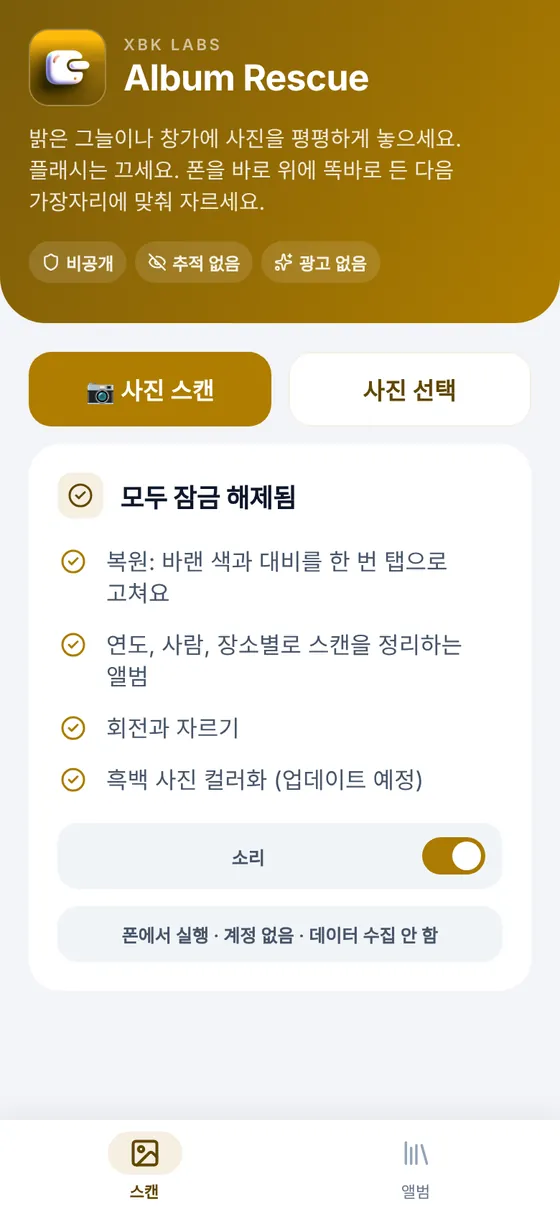 XBK LABS
Album Rescue
밝은 그늘이나 창가에 사진을 평평하게 놓으세요.
플래시는 끄세요. 폰을 바로 위에 똑바로 든 다음
가장자리에 맞춰 자르세요.
비공개
추적 없음
광고 없음
📷 사진 스캔
사진 선택
모두 잠금 해제됨
복원: 바랜 색과 대비를 한 번 탭으로
고쳐요
연도, 사람, 장소별로 스캔을 정리하는
앨범
회전과 자르기
흑백 사진 컬러화 (업데이트 예정)
소리
폰에서 실행 · 계정 없음 · 데이터 수집 안 함
스캔
앨범